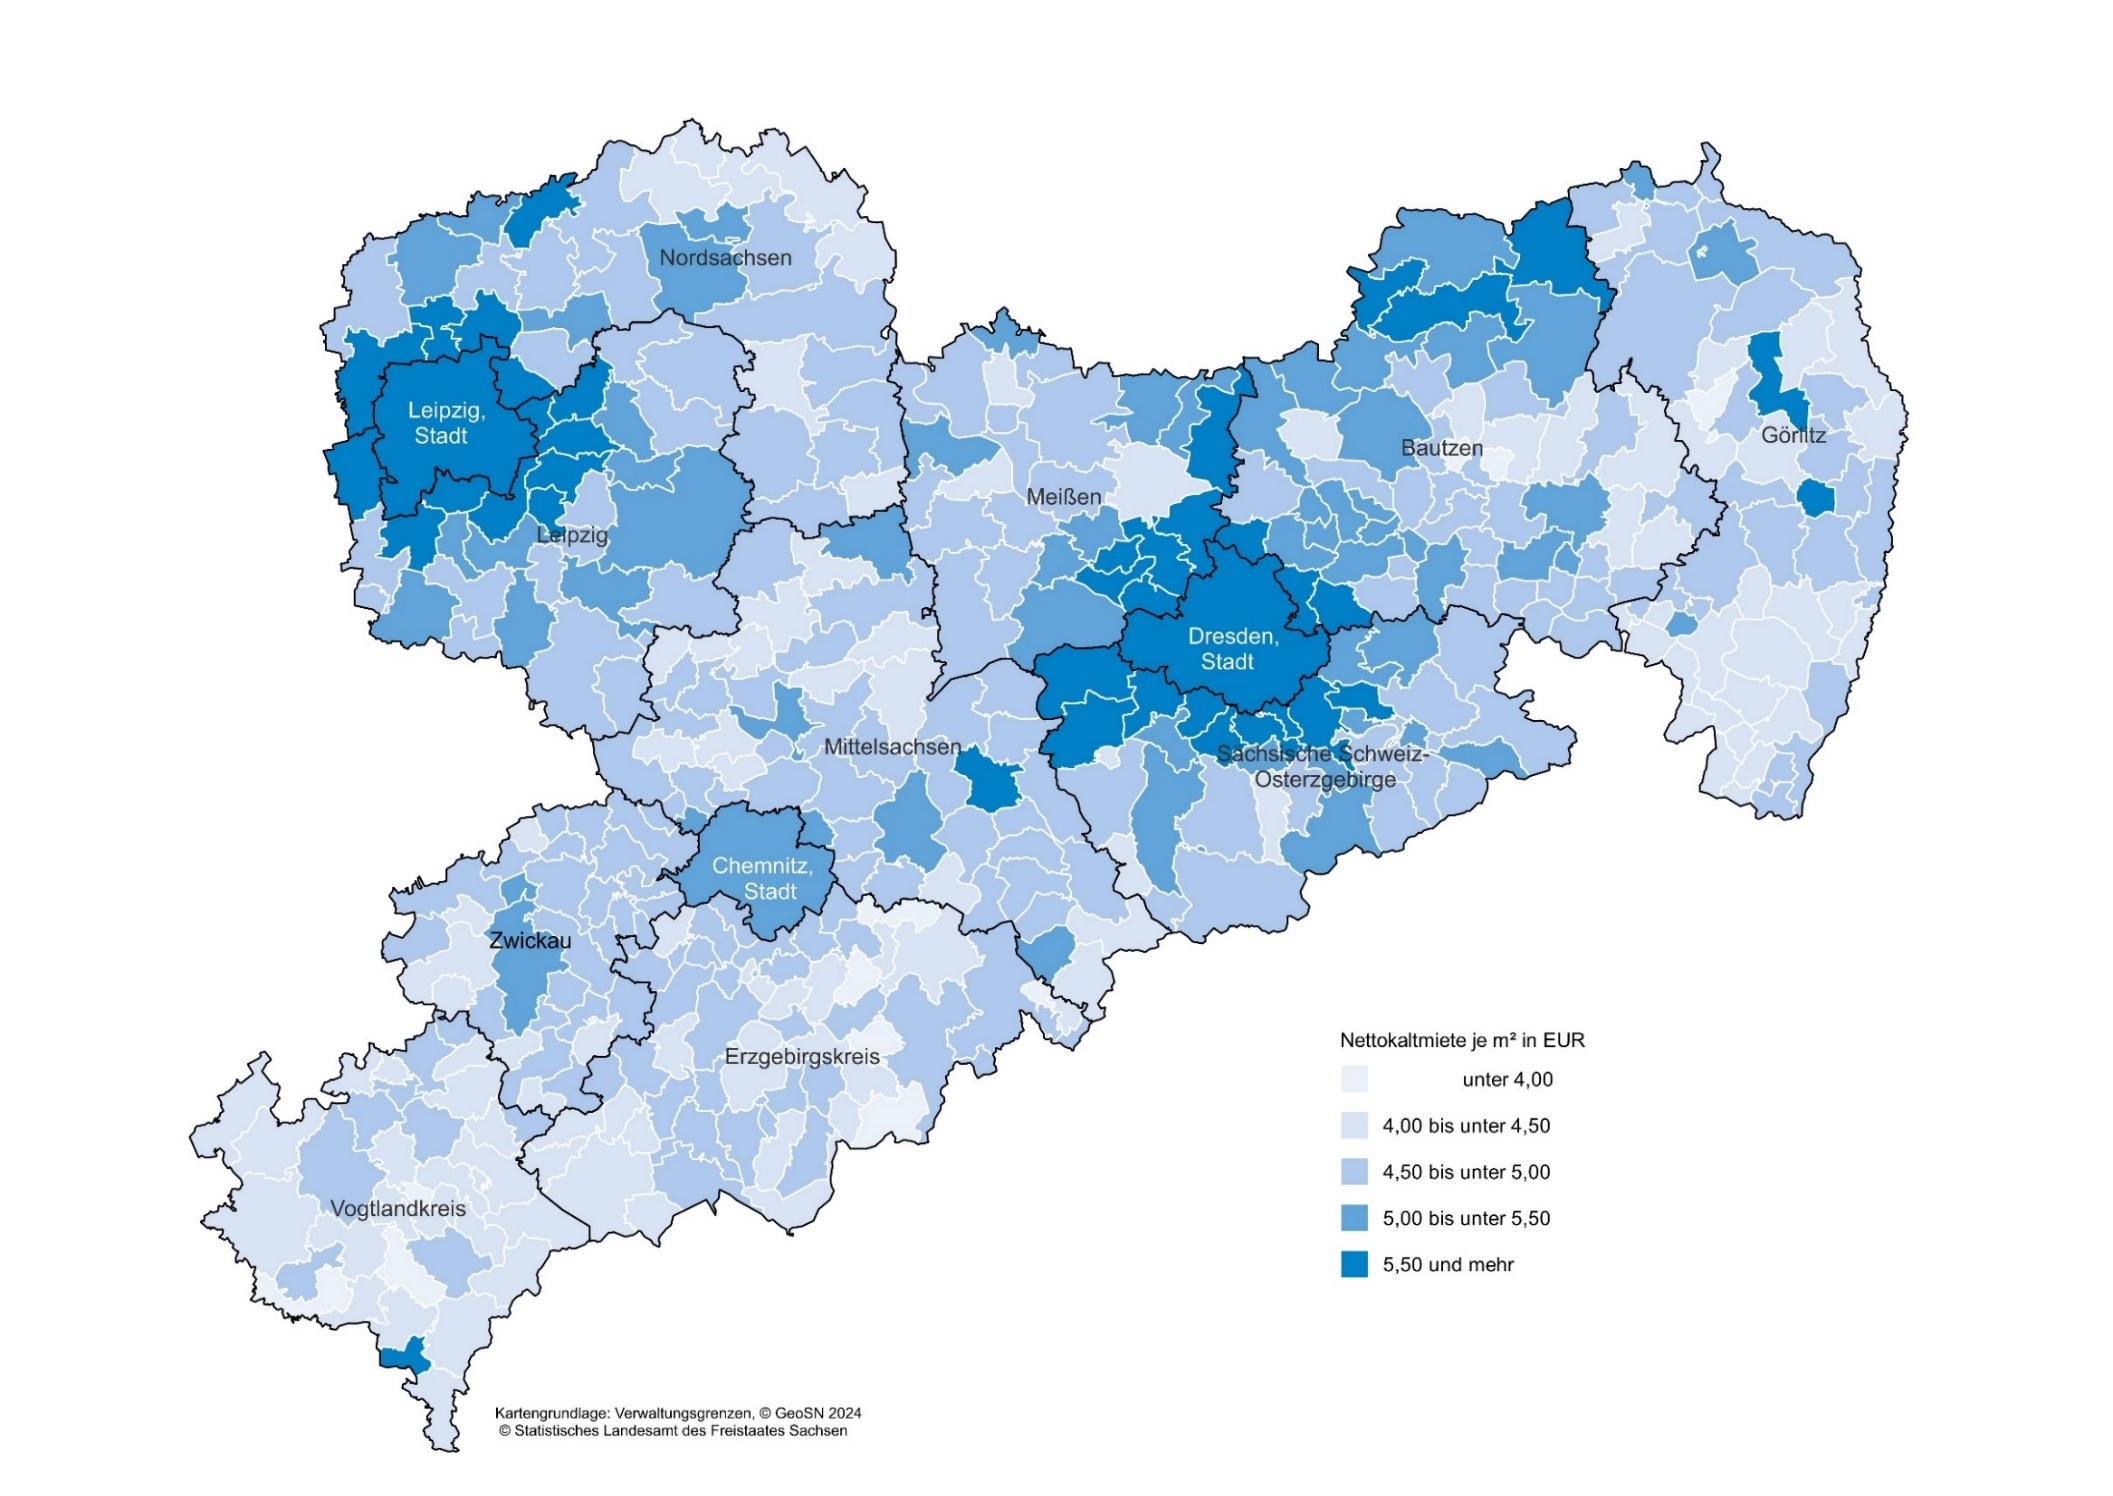 Nordsachsen
Leipzig,
Stadt
Bautzen
Görlitz
Meißen
Leipzig
Dresden,
Stadt
Mittelsachsen
Sächsische Schweiz-
Osterzgebirge
Chemnitz,
Stadt
Zwickau
Erzgebirgskreis
Vogtlandkreis
Nettokaltmiete je m² in EUR
unter 4,00
4,00 bis unter 4,50
4,50 bis unter 5,00
5,00 bis unter 5,50
5,50 und mehr
Kartengrundlage: Verwaltungsgrenzen, © GeoSN 2024
© Statistisches Landesamt des Freistaates Sachsen